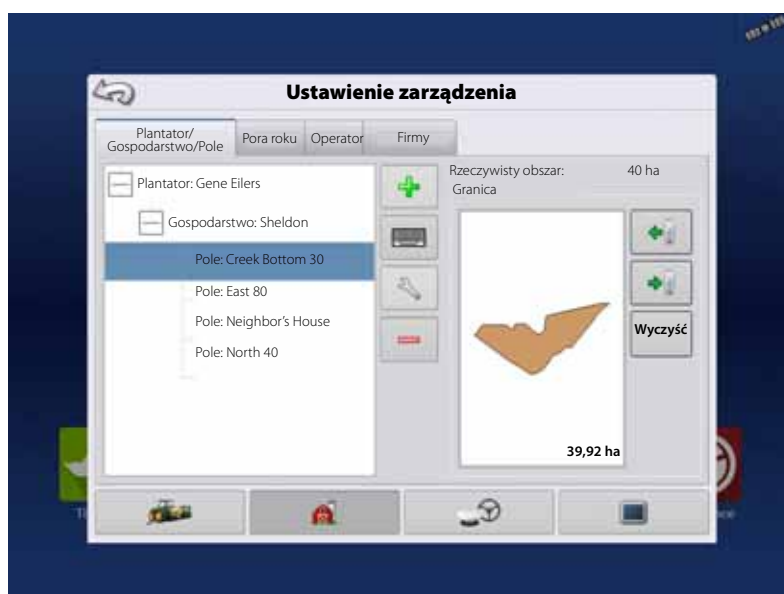 Ustawienie zarządzenia
Plantator/
Gospodarstwo/Pole
Pora roku
Operator
Firmy
Plantator: Gene Eilers
Gospodarstwo: Sheldon
Pole: Creek Bottom 30
Pole: East 80
Pole: Neighbor's House
Pole: North 40
Rzeczywisty obszar: 40 ha
Granica
Wyczyść
39,92 ha